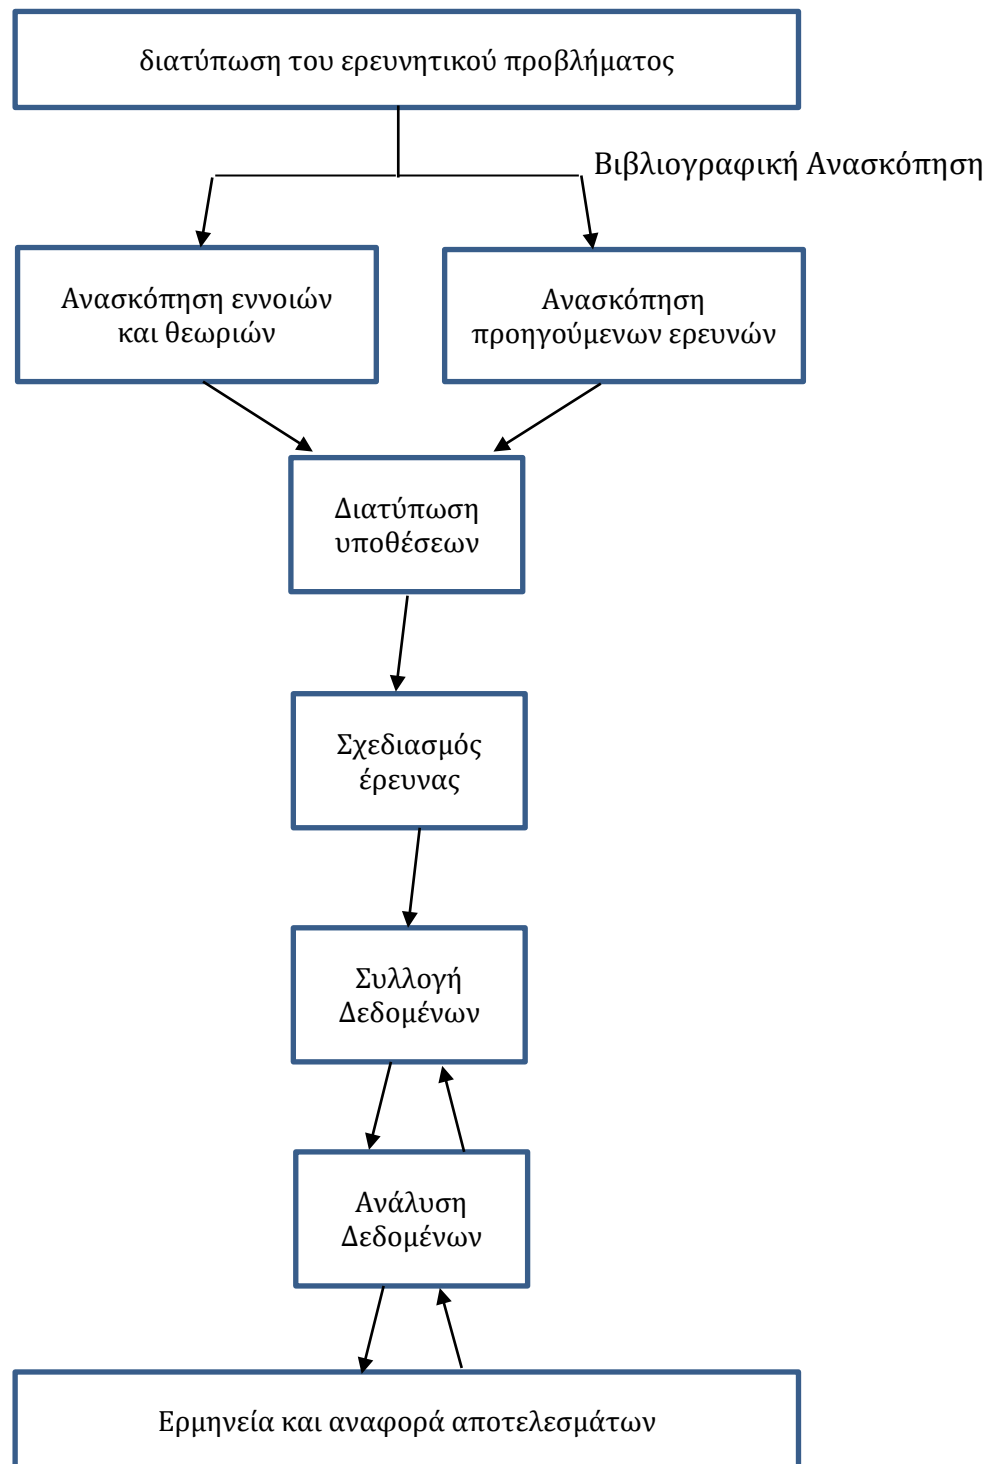 διατύπωση του ερευνητικού προβλήματος
Βιβλιογραφική Ανασκόπηση
Ανασκόπηση εννοιών
και θεωριών
Ανασκόπηση
προηγούμενων ερευνών
Διατύπωση
υποθέσεων
Σχεδιασμός
έρευνας
Συλλογή
Δεδομένων
Ανάλυση
Δεδομένων
Ερμηνεία και αναφορά αποτελεσμάτων